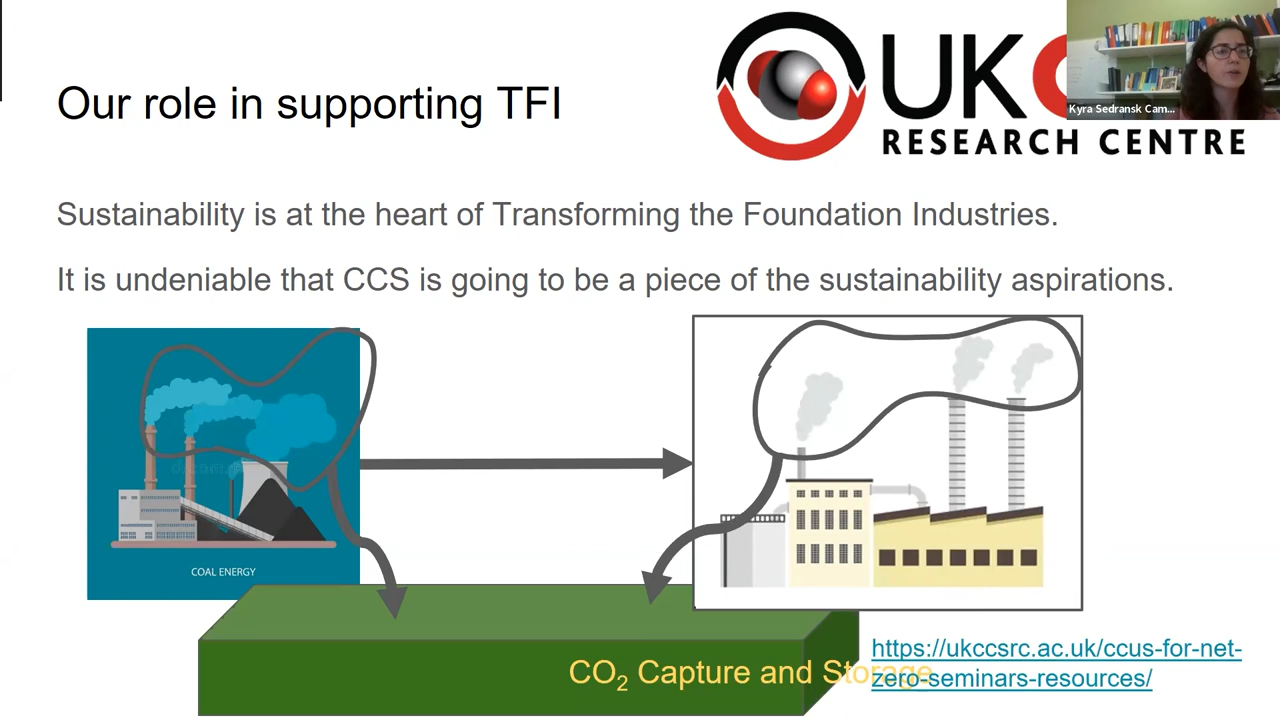 Our role in supporting TFI
UKC
RESEARCH CENTRE
Kyra Sedransk Cam...
Sustainability is at the heart of Transforming the Foundation Industries.
It is undeniable that CCS is going to be a piece of the sustainability aspirations.
COAL ENERGY
CO₂ Capture and Storage
https://ukccsrc.ac.uk/ccus-for-net-
zero-seminars-resources/